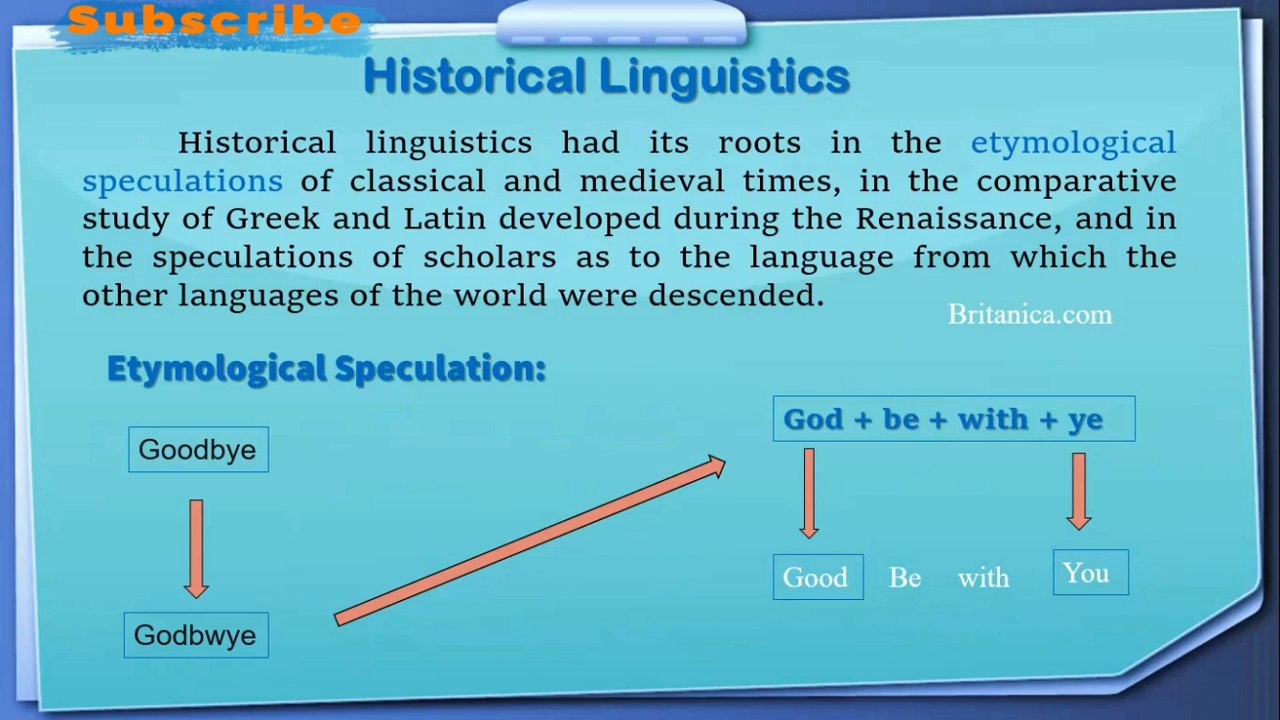 Subscribe
Historical Linguistics
Historical linguistics had its roots in the etymological
speculations of classical and medieval times, in the comparative
study of Greek and Latin developed during the Renaissance, and in
the speculations of scholars as to the language from which the
other languages of the world were descended.
Britanica.com
Etymological Speculation:
God + be + with + ye
Goodbye
Good Be with You
Godbwye